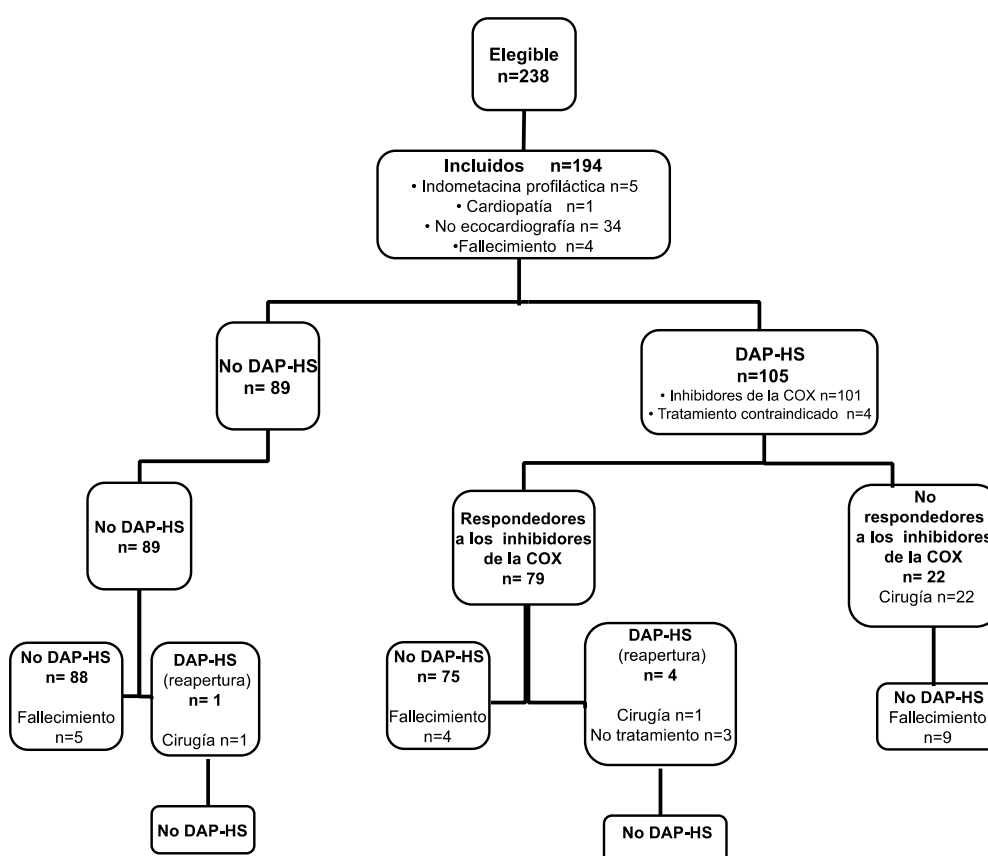 Elegible
n=238
Incluidos n=194
• Indometacina profiláctica n=5
• Cardiopatía n=1
• No ecocardiografía n= 34
•Fallecimiento n=4
No DAP-HS
n= 89
DAP-HS
n=105
• Inhibidores de la COX n=101
• Tratamiento contraindicado n=4
No DAP-HS
n= 89
Respondedores
a los inhibidores
de la COX
n= 79
No
respondedores
a los inhibidores
de la COX
n= 22
Cirugía n=22
No DAP-HS
n= 88
Fallecimiento
n=5
DAP-HS
(reapertura)
n= 1
Cirugía n=1
No DAP-HS
n= 75
Fallecimiento
n=4
DAP-HS
(reapertura)
n= 4
Cirugía n=1
No tratamiento n=3
No DAP-HS
Fallecimiento
n=9
No DAP-HS
No DAP-HS